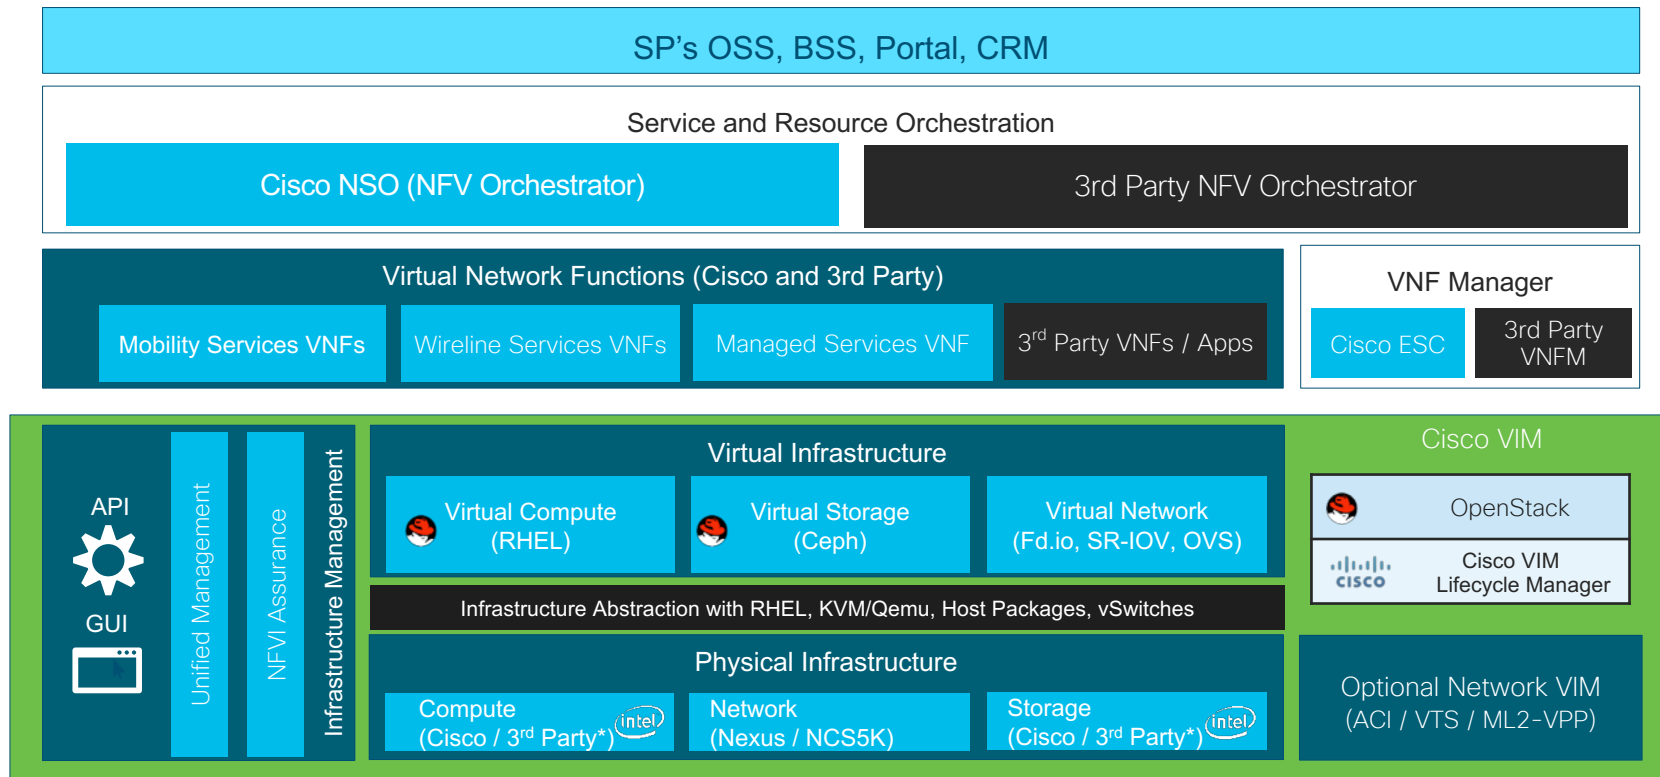 SP's OSS, BSS, Portal, CRM
Service and Resource Orchestration
Cisco NSO (NFV Orchestrator)
3rd Party NFV Orchestrator
Virtual Network Functions (Cisco and 3rd Party)
Mobility Services VNFs
Wireline Services VNFs
Managed Services VNF
3rd Party VNFs / Apps
VNF Manager
Cisco ESC
3rd Party
VNFM
API
GUI
Unified Management
NFVI Assurance
Infrastructure Management
Virtual Infrastructure
Virtual Compute
(RHEL)
Virtual Storage
(Ceph)
Virtual Network
(Fd.io, SR-IOV, OVS)
Infrastructure Abstraction with RHEL, KVM/Qemu, Host Packages, vSwitches
Physical Infrastructure
Compute
(Cisco / 3rd Party*)
intel
Network
(Nexus / NCS5K)
Storage
(Cisco / 3rd Party*)
intel
Cisco VIM
OpenStack
CISCO
Cisco VIM
Lifecycle Manager
Optional Network VIM
(ACI / VTS / ML2-VPP)